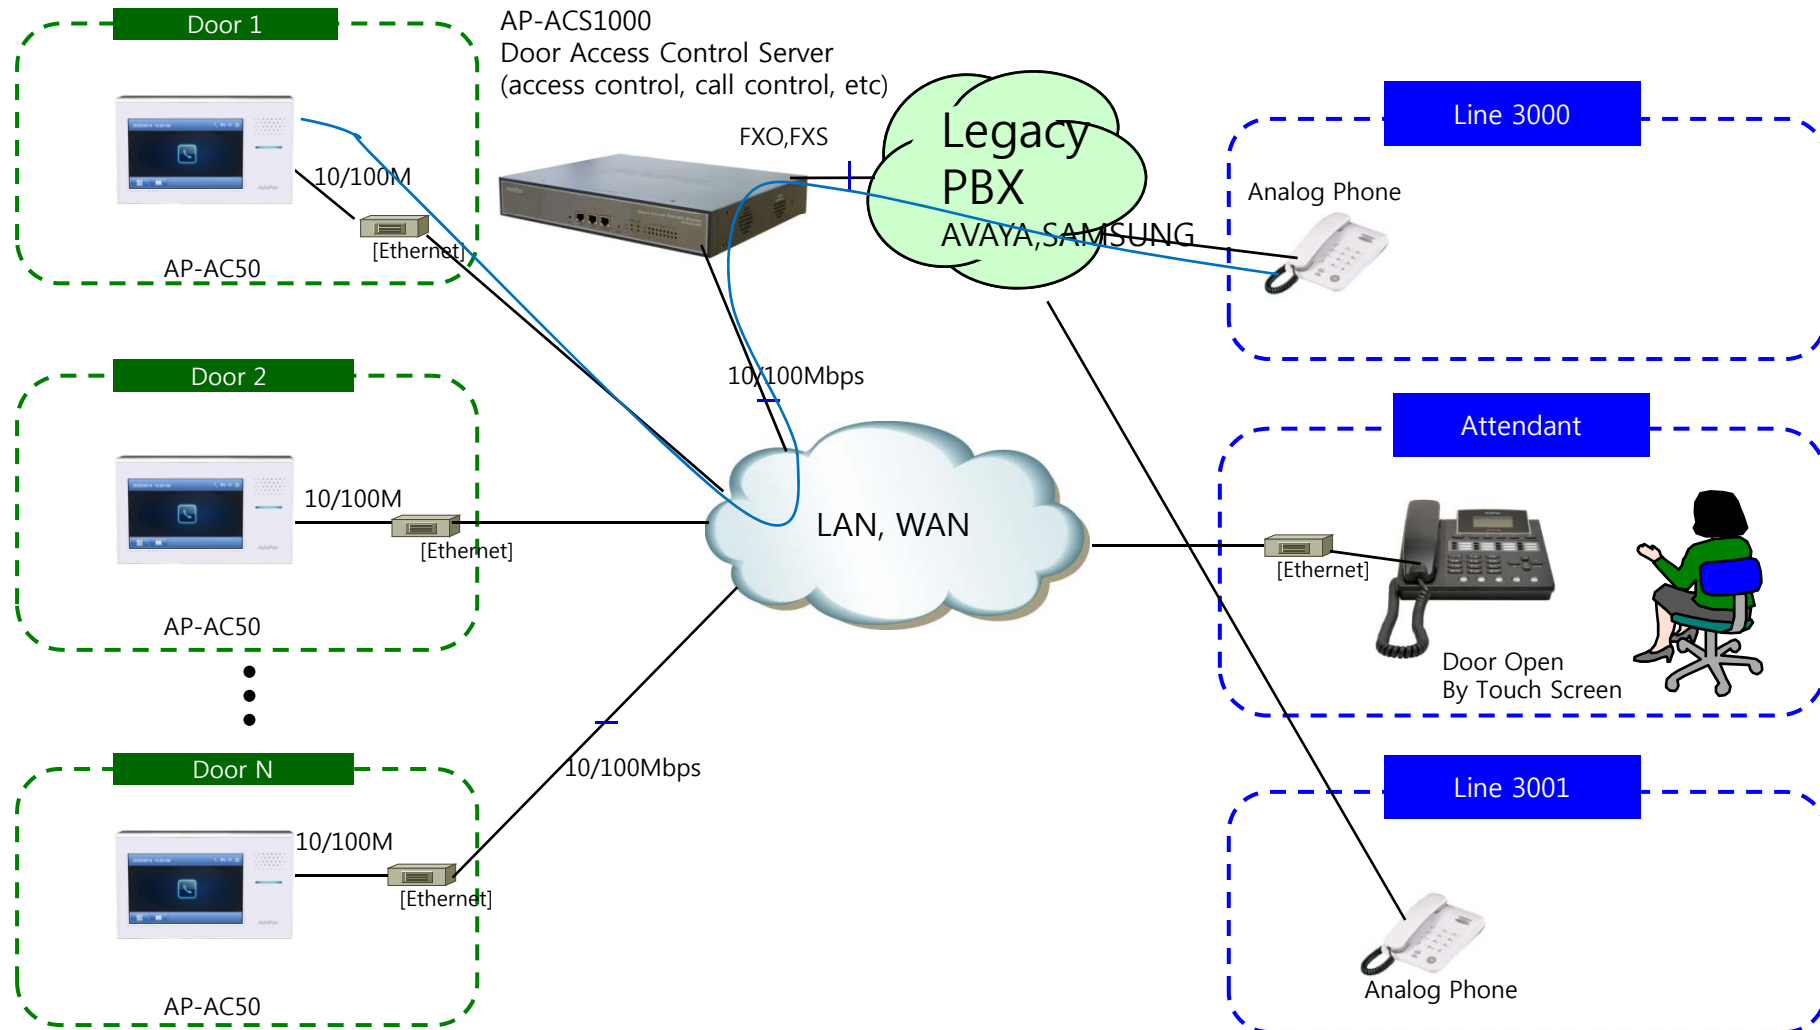 Door 1
AP-ACS1000
Door Access Control Server
(access control, call control, etc)
10/100M
[Ethernet]
AP-AC50
FXO,FXS
Legacy
PBX
AVAYA,SAMSUNG
Line 3000
Analog Phone
Door 2
10/100M
[Ethernet]
AP-AC50
10/100Mbps
LAN, WAN
Attendant
[Ethernet]
Door Open
By Touch Screen
Door N
10/100M
[Ethernet]
AP-AC50
10/100Mbps
Line 3001
Analog Phone